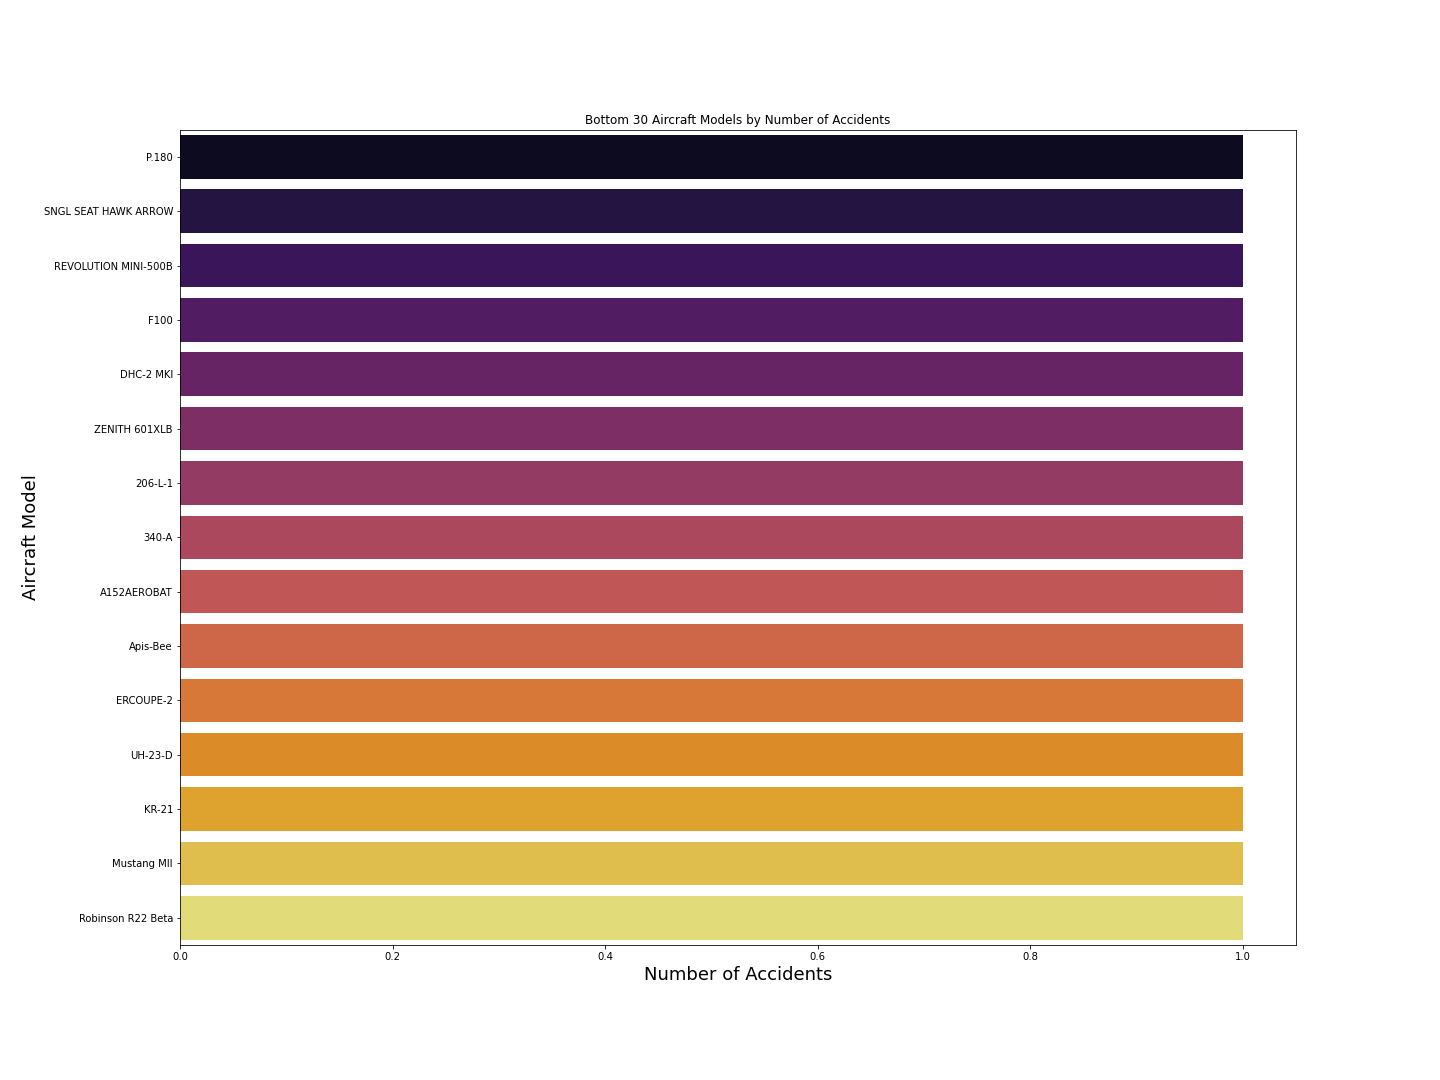 Bottom 30 Aircraft Models by Number of Accidents
P.180
SNGL SEAT HAWK ARROW
REVOLUTION MINI-500B
F100
DHC-2 MKI
ZENITH 601XLB
206-L-1
340-A
A152AEROBAT
Apis-Bee
ERCOUPE-2
UH-23-D
KR-21
Mustang MII
Robinson R22 Beta
Aircraft Model
0.0 0.2 0.4 0.6 0.8 1.0
Number of Accidents